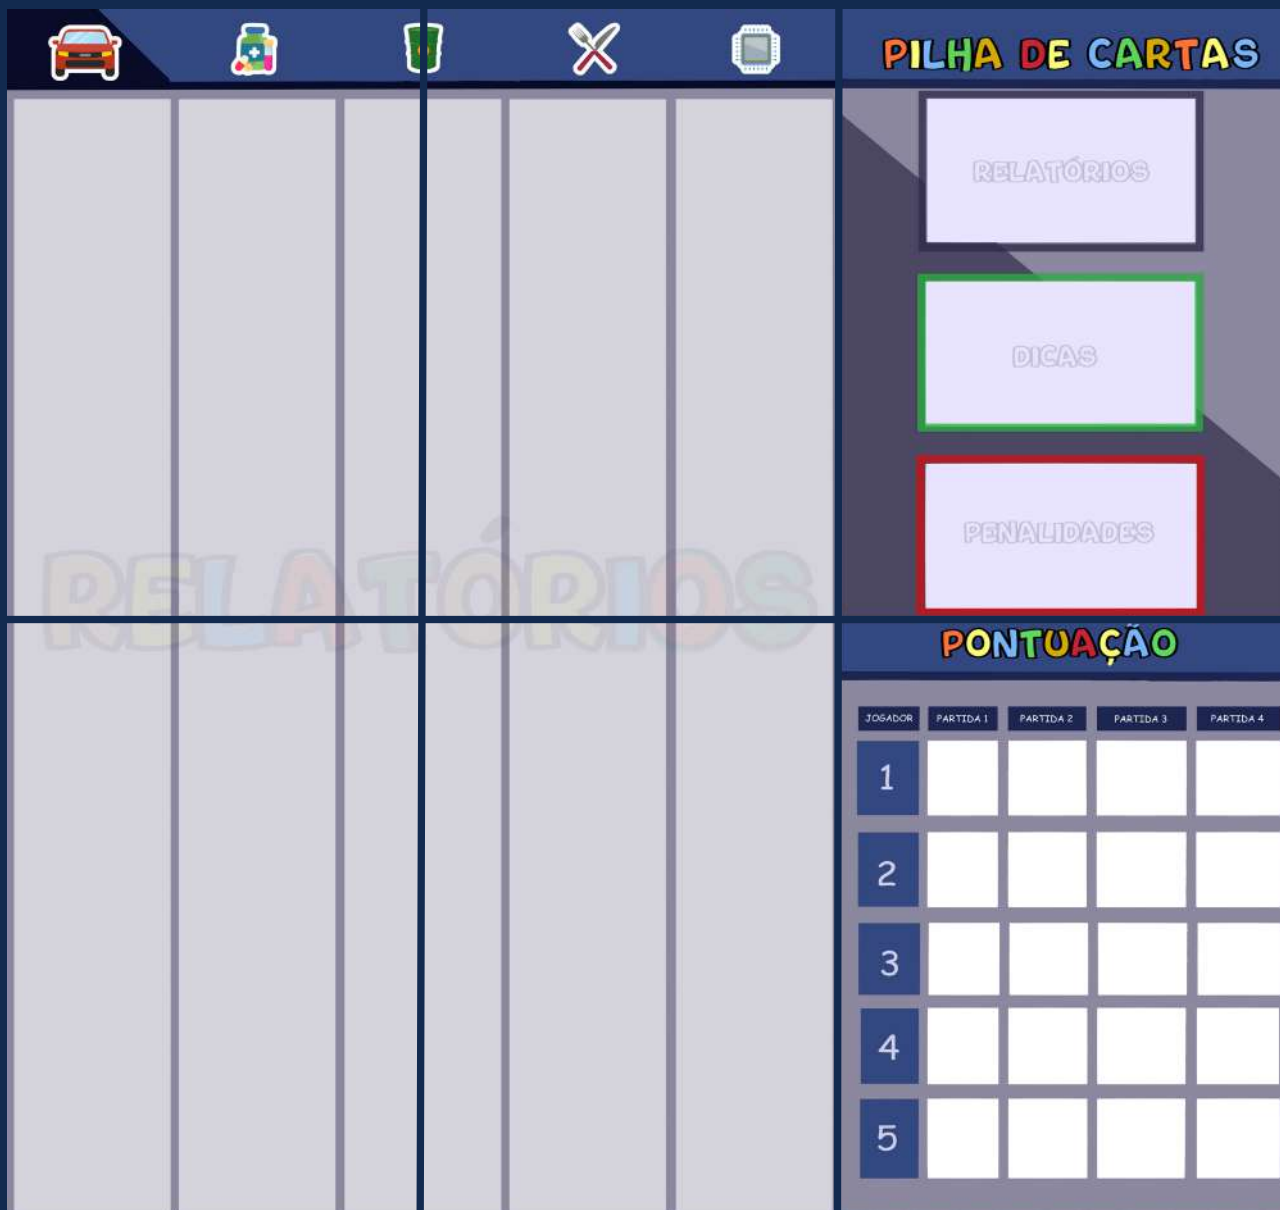 PILHA DE CARTAS
RELATÓRIOS
DICAS
PENALIDADES
RELATÓRIOS
PONTUAÇÃO
JOGADOR PARTIDA 1 PARTIDA 2 PARTIDA 3 PARTIDA 4
1
2
3
4
5